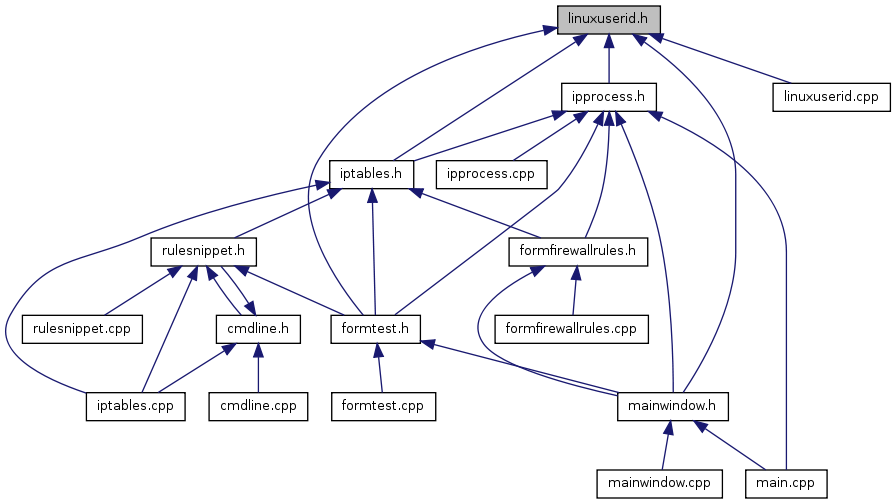 linuxuserid.h
ipprocess.h
linuxuserid.cpp
iptables.h
ipprocess.cpp
rulesnippet.h
formfirewallrules.h
rulesnippet.cpp
cmdline.h
formtest.h
formfirewallrules.cpp
iptables.cpp
cmdline.cpp
formtest.cpp
mainwindow.h
mainwindow.cpp
main.cpp